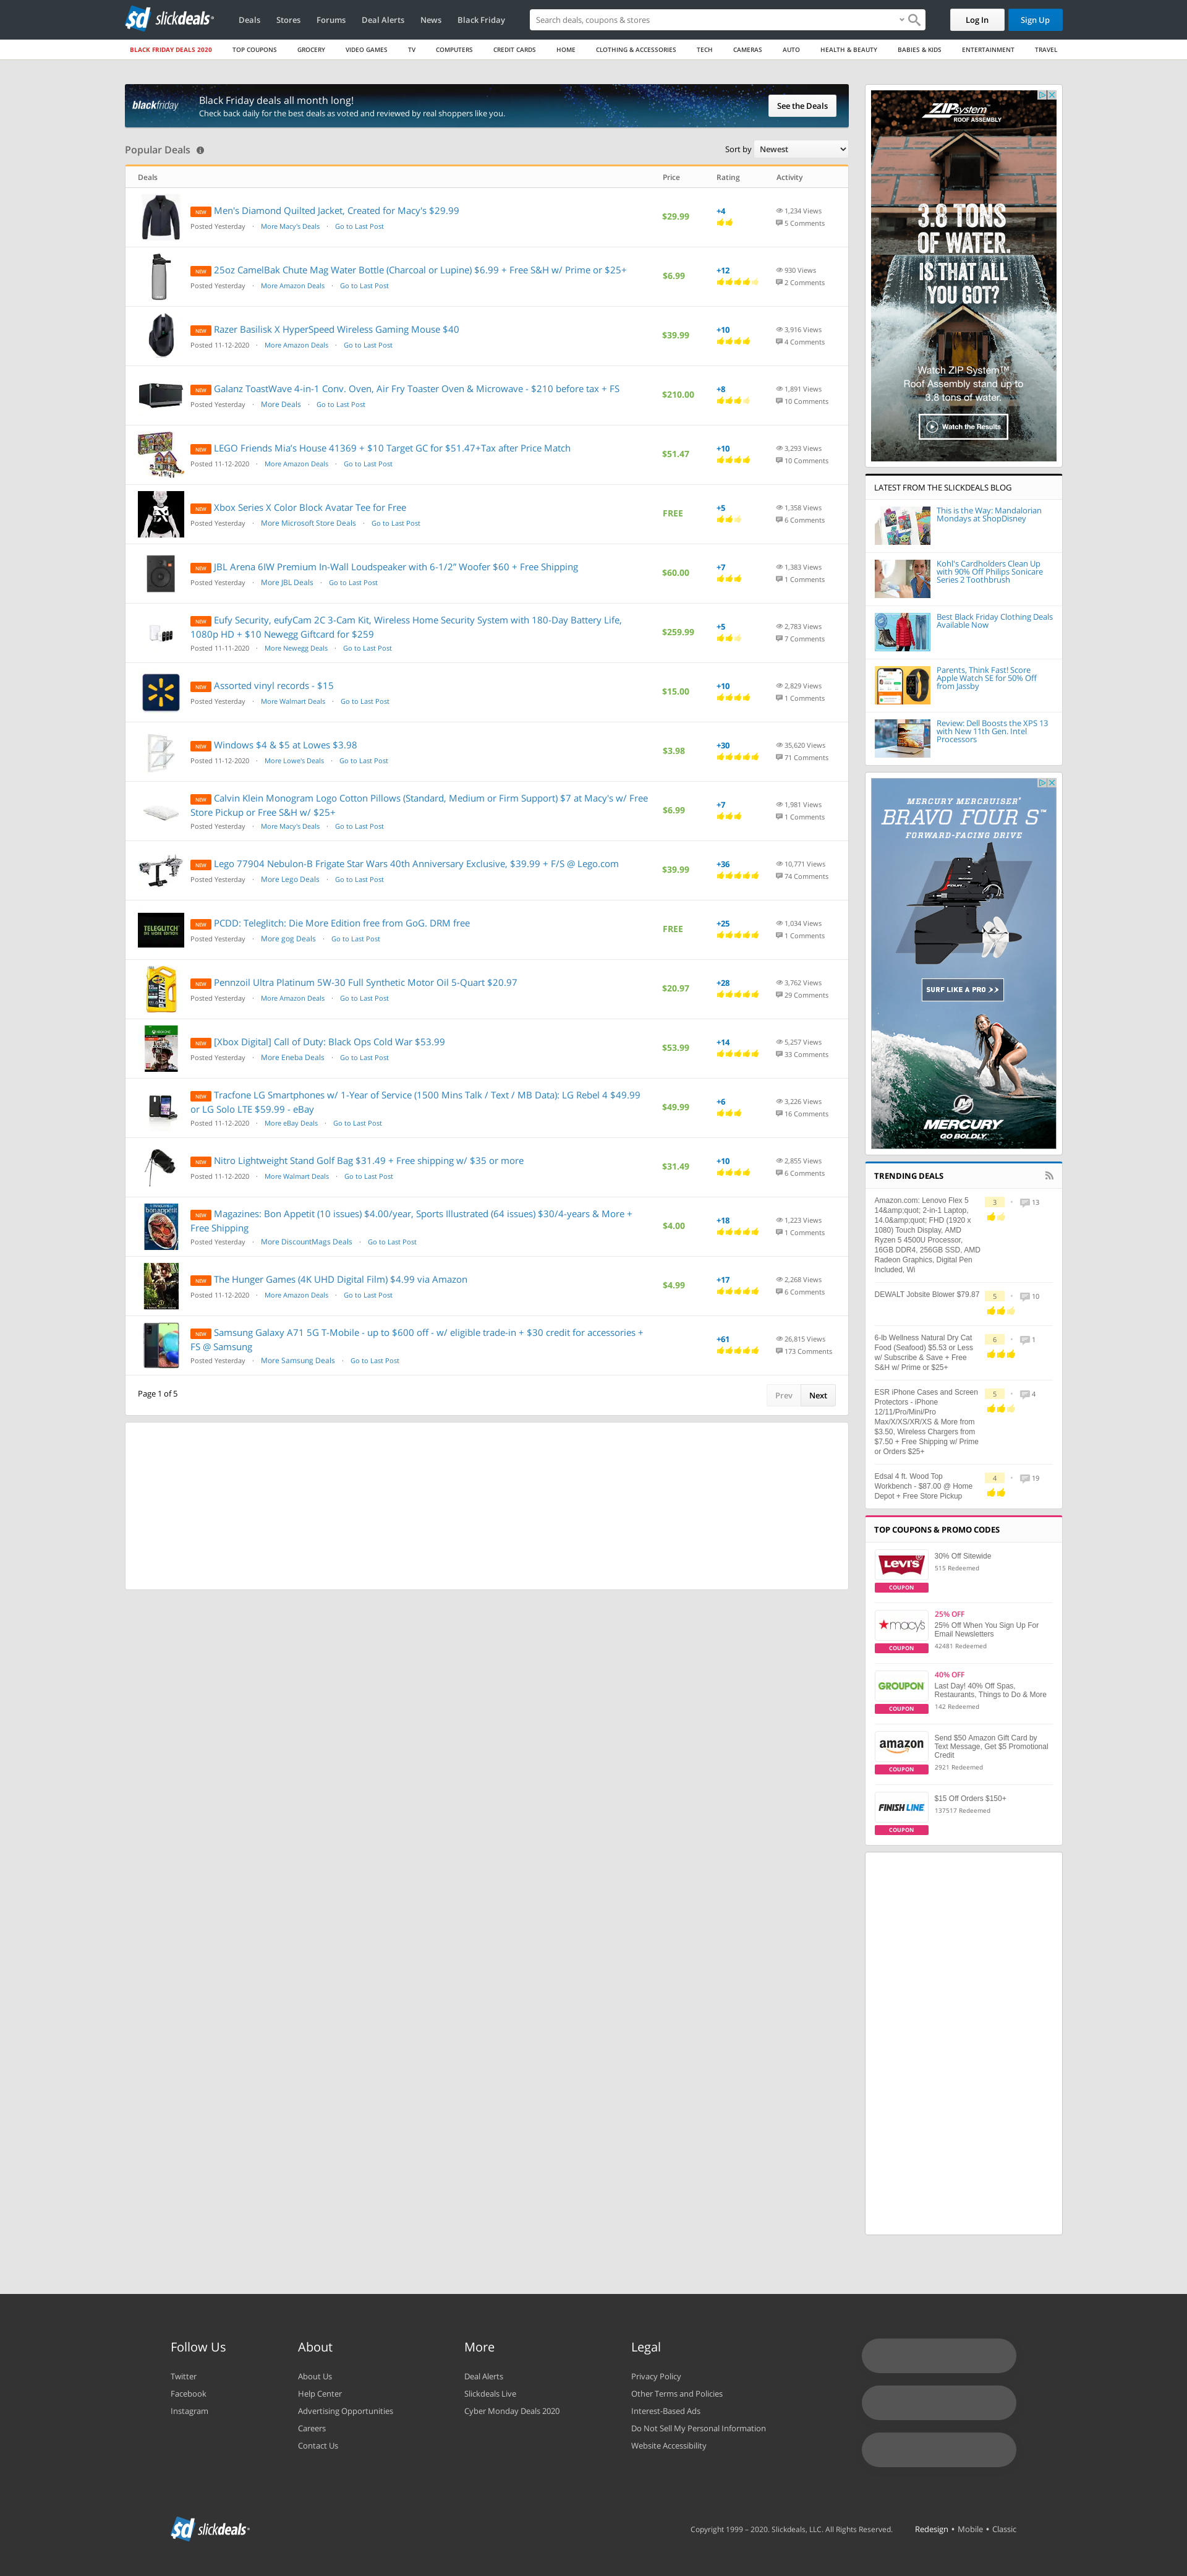 sd slickdeals
Deals Stores Forums Deal Alerts News Black Friday
Search deals, coupons & stores
Log In Sign Up
BLACK FRIDAY DEALS 2020 TOP COUPONS GROCERY VIDEO GAMES TV COMPUTERS CREDIT CARDS HOME CLOTHING & ACCESSORIES TECH CAMERAS AUTO HEALTH & BEAUTY BABIES & KIDS ENTERTAINMENT TRAVEL
blackfriday
Black Friday deals all month long!
Check back daily for the best deals as voted and reviewed by real shoppers like you.
See the Deals
Popular Deals
Sort by Newest
Deals Price Rating Activity
NEW Men's Diamond Quilted Jacket, Created for Macy's $29.99
Posted Yesterday · More Macy's Deals · Go to Last Post
$29.99
+4
1,234 Views
5 Comments
NEW 25oz CamelBak Chute Mag Water Bottle (Charcoal or Lupine) $6.99 + Free S&H w/ Prime or $25+
Posted Yesterday · More Amazon Deals · Go to Last Post
$6.99
+12
930 Views
2 Comments
NEW Razer Basilisk X HyperSpeed Wireless Gaming Mouse $40
Posted 11-12-2020 · More Amazon Deals · Go to Last Post
$39.99
+10
3,916 Views
4 Comments
NEW Galanz ToastWave 4-in-1 Conv. Oven, Air Fry Toaster Oven & Microwave - $210 before tax + FS
Posted Yesterday · More Deals · Go to Last Post
$210.00
+8
1,891 Views
10 Comments
NEW LEGO Friends Mia's House 41369 + $10 Target GC for $51.47+Tax after Price Match
Posted 11-12-2020 · More Amazon Deals · Go to Last Post
$51.47
+10
3,293 Views
10 Comments
NEW Xbox Series X Color Block Avatar Tee for Free
Posted Yesterday · More Microsoft Store Deals · Go to Last Post
FREE
+5
1,358 Views
6 Comments
NEW JBL Arena 6IW Premium In-Wall Loudspeaker with 6-1/2” Woofer $60 + Free Shipping
Posted Yesterday · More JBL Deals · Go to Last Post
$60.00
+7
1,383 Views
1 Comments
NEW Eufy Security, eufyCam 2C 3-Cam Kit, Wireless Home Security System with 180-Day Battery Life,
1080p HD + $10 Newegg Giftcard for $259
Posted 11-11-2020 · More Newegg Deals · Go to Last Post
$259.99
+5
2,783 Views
7 Comments
NEW Assorted vinyl records - $15
Posted Yesterday · More Walmart Deals · Go to Last Post
$15.00
+10
2,829 Views
1 Comments
NEW Windows $4 & $5 at Lowes $3.98
Posted 11-12-2020 · More Lowe's Deals · Go to Last Post
$3.98
+30
35,620 Views
71 Comments
NEW Calvin Klein Monogram Logo Cotton Pillows (Standard, Medium or Firm Support) $7 at Macy's w/ Free
Store Pickup or Free S&H w/ $25+
Posted Yesterday · More Macy's Deals · Go to Last Post
$6.99
+7
1,981 Views
1 Comments
NEW Lego 77904 Nebulon-B Frigate Star Wars 40th Anniversary Exclusive, $39.99 + F/S @ Lego.com
Posted Yesterday · More Lego Deals · Go to Last Post
$39.99
+36
10,771 Views
74 Comments
TELEGLITCH
DIE MORE EDITION
NEW PCDD: Teleglitch: Die More Edition free from GoG. DRM free
Posted Yesterday · More gog Deals · Go to Last Post
FREE
+25
1,034 Views
1 Comments
NEW Pennzoil Ultra Platinum 5W-30 Full Synthetic Motor Oil 5-Quart $20.97
Posted Yesterday · More Amazon Deals · Go to Last Post
$20.97
+28
3,762 Views
29 Comments
NEW [Xbox Digital] Call of Duty: Black Ops Cold War $53.99
Posted Yesterday · More Eneba Deals · Go to Last Post
$53.99
+14
5,257 Views
33 Comments
NEW Tracfone LG Smartphones w/ 1-Year of Service (1500 Mins Talk / Text / MB Data): LG Rebel 4 $49.99
or LG Solo LTE $59.99 - eBay
Posted 11-12-2020 · More eBay Deals · Go to Last Post
$49.99
+6
3,226 Views
16 Comments
NEW Nitro Lightweight Stand Golf Bag $31.49 + Free shipping w/ $35 or more
Posted 11-12-2020 · More Walmart Deals · Go to Last Post
$31.49
+10
2,855 Views
6 Comments
bon appétit
NEW Magazines: Bon Appetit (10 issues) $4.00/year, Sports Illustrated (64 issues) $30/4-years & More +
Free Shipping
Posted Yesterday · More DiscountMags Deals · Go to Last Post
$4.00
+18
1,223 Views
1 Comments
NEW The Hunger Games (4K UHD Digital Film) $4.99 via Amazon
Posted 11-12-2020 · More Amazon Deals · Go to Last Post
$4.99
+17
2,268 Views
6 Comments
NEW Samsung Galaxy A71 5G T-Mobile - up to $600 off - w/ eligible trade-in + $30 credit for accessories +
FS @ Samsung
Posted Yesterday · More Samsung Deals · Go to Last Post
+61
26,815 Views
173 Comments
Page 1 of 5
Prev Next
ZIP System
ROOF ASSEMBLY
3.8 TONS
OF WATER.
IS THAT ALL
YOU GOT?
Watch ZIP System™
Roof Assembly stand up to
3.8 tons of water.
Watch the Results
LATEST FROM THE SLICKDEALS BLOG
This is the Way: Mandalorian
Mondays at ShopDisney
Kohl's Cardholders Clean Up
with 90% Off Philips Sonicare
Series 2 Toothbrush
Best Black Friday Clothing Deals
Available Now
Parents, Think Fast! Score
Apple Watch SE for 50% Off
from Jassby
Review: Dell Boosts the XPS 13
with New 11th Gen. Intel
Processors
MERCURY MERCRUISER®
BRAVO FOUR S™
FORWARD-FACING DRIVE
SURF LIKE A PRO >>
MERCURY
GO BOLDLY.
TRENDING DEALS
Amazon.com: Lenovo Flex 5
14&amp;quot; 2-in-1 Laptop,
14.0&amp;quot; FHD (1920 x
1080) Touch Display, AMD
Ryzen 5 4500U Processor,
16GB DDR4, 256GB SSD, AMD
Radeon Graphics, Digital Pen
Included, Wi
3 13
DEWALT Jobsite Blower $79.87
5 10
6-lb Wellness Natural Dry Cat
Food (Seafood) $5.53 or Less
w/ Subscribe & Save + Free
S&H w/ Prime or $25+
6 1
ESR iPhone Cases and Screen
Protectors - iPhone
12/11/Pro/Mini/Pro
Max/X/XS/XR/XS & More from
$3.50, Wireless Chargers from
$7.50 + Free Shipping w/ Prime
or Orders $25+
5 4
Edsal 4 ft. Wood Top
Workbench - $87.00 @ Home
Depot + Free Store Pickup
4 19
TOP COUPONS & PROMO CODES
LEVI'S
COUPON
30% Off Sitewide
515 Redeemed
macy's
COUPON
25% OFF
25% Off When You Sign Up For
Email Newsletters
42481 Redeemed
GROUPON
COUPON
40% OFF
Last Day! 40% Off Spas,
Restaurants, Things to Do & More
142 Redeemed
amazon
COUPON
Send $50 Amazon Gift Card by
Text Message, Get $5 Promotional
Credit
2921 Redeemed
FINISH LINE
COUPON
$15 Off Orders $150+
137517 Redeemed
Follow Us
Twitter
Facebook
Instagram
About
About Us
Help Center
Advertising Opportunities
Careers
Contact Us
More
Deal Alerts
Slickdeals Live
Cyber Monday Deals 2020
Legal
Privacy Policy
Other Terms and Policies
Interest-Based Ads
Do Not Sell My Personal Information
Website Accessibility
sd slickdeals
Copyright 1999 – 2020. Slickdeals, LLC. All Rights Reserved. Redesign • Mobile • Classic